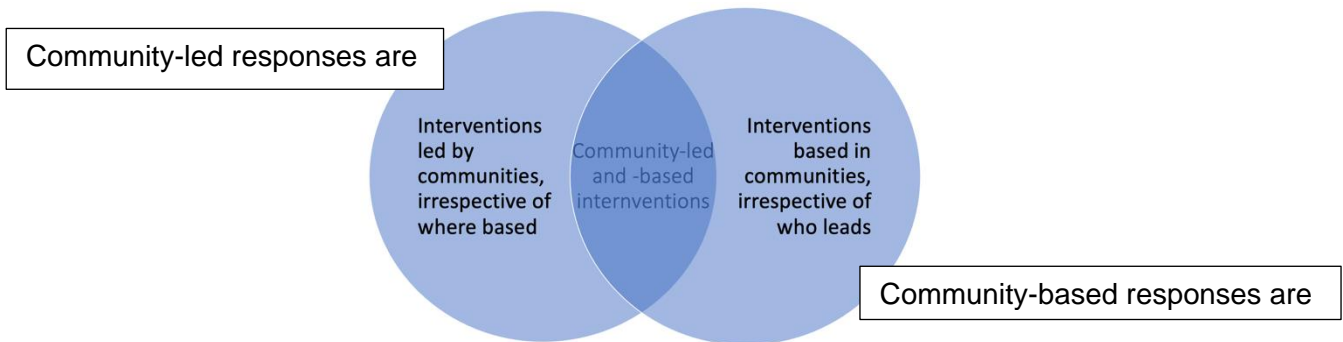 Community-led responses are
Interventions
led by
communities,
irrespective of
where based
Community-led
and -based
internventions
Interventions
based in
communities,
irrespective of
who leads
Community-based responses are